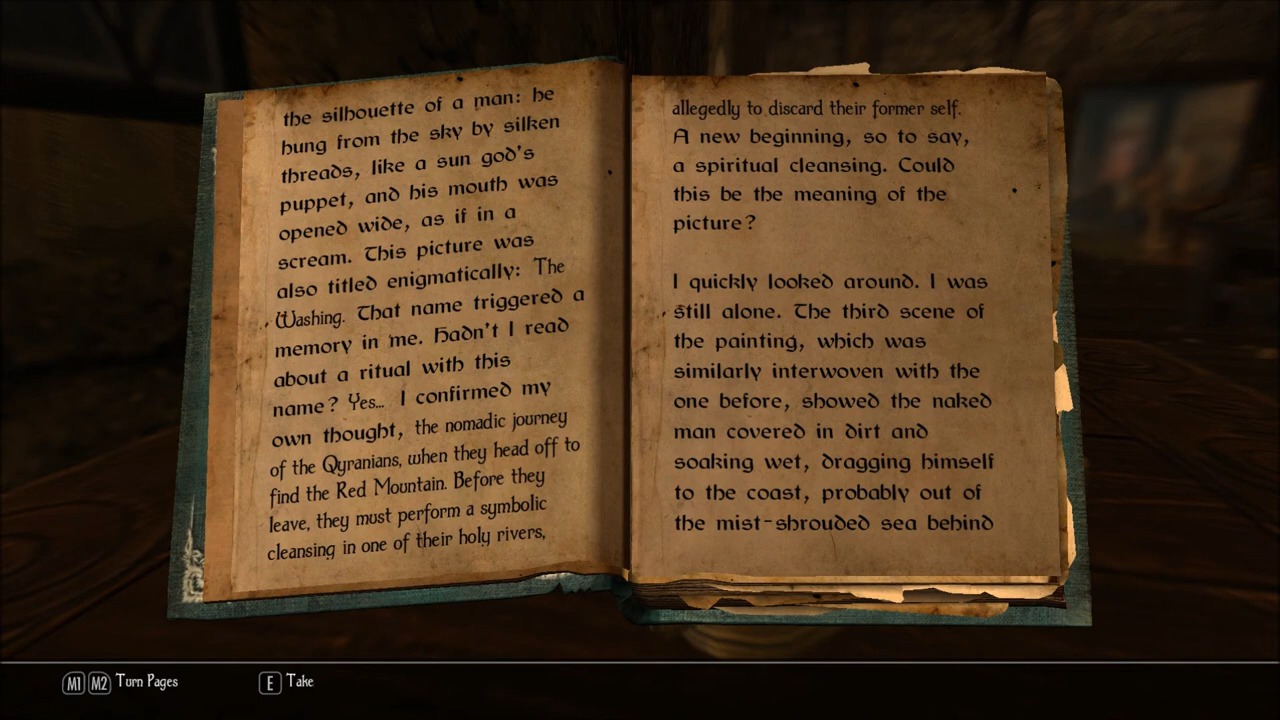 the silhouette of a man: he
hung from the sky by silken
threads, like a sun god's
puppet, and his mouth was
opened wide, as if in a
scream. This picture was
also titled enigmatically: The
Washing. That name triggered a
memory in me. Hadn't I read
about a ritual with this
name? Yes... I confirmed my
own thought, the nomadic journey
of the Qyranians, when they head off to
find the Red Mountain. Before they
leave, they must perform a symbolic
cleansing in one of their holy rivers,
allegedly to discard their former self.
A new beginning, so to say,
a spiritual cleansing. Could
this be the meaning of the
picture?
I quickly looked around. I was
still alone. The third scene of
the painting, which was
similarly interwoven with the
one before, showed the naked
man covered in dirt and
soaking wet, dragging himself
to the coast, probably out of
the mist-shrouded sea behind
M1 M2 Turn Pages
E Take